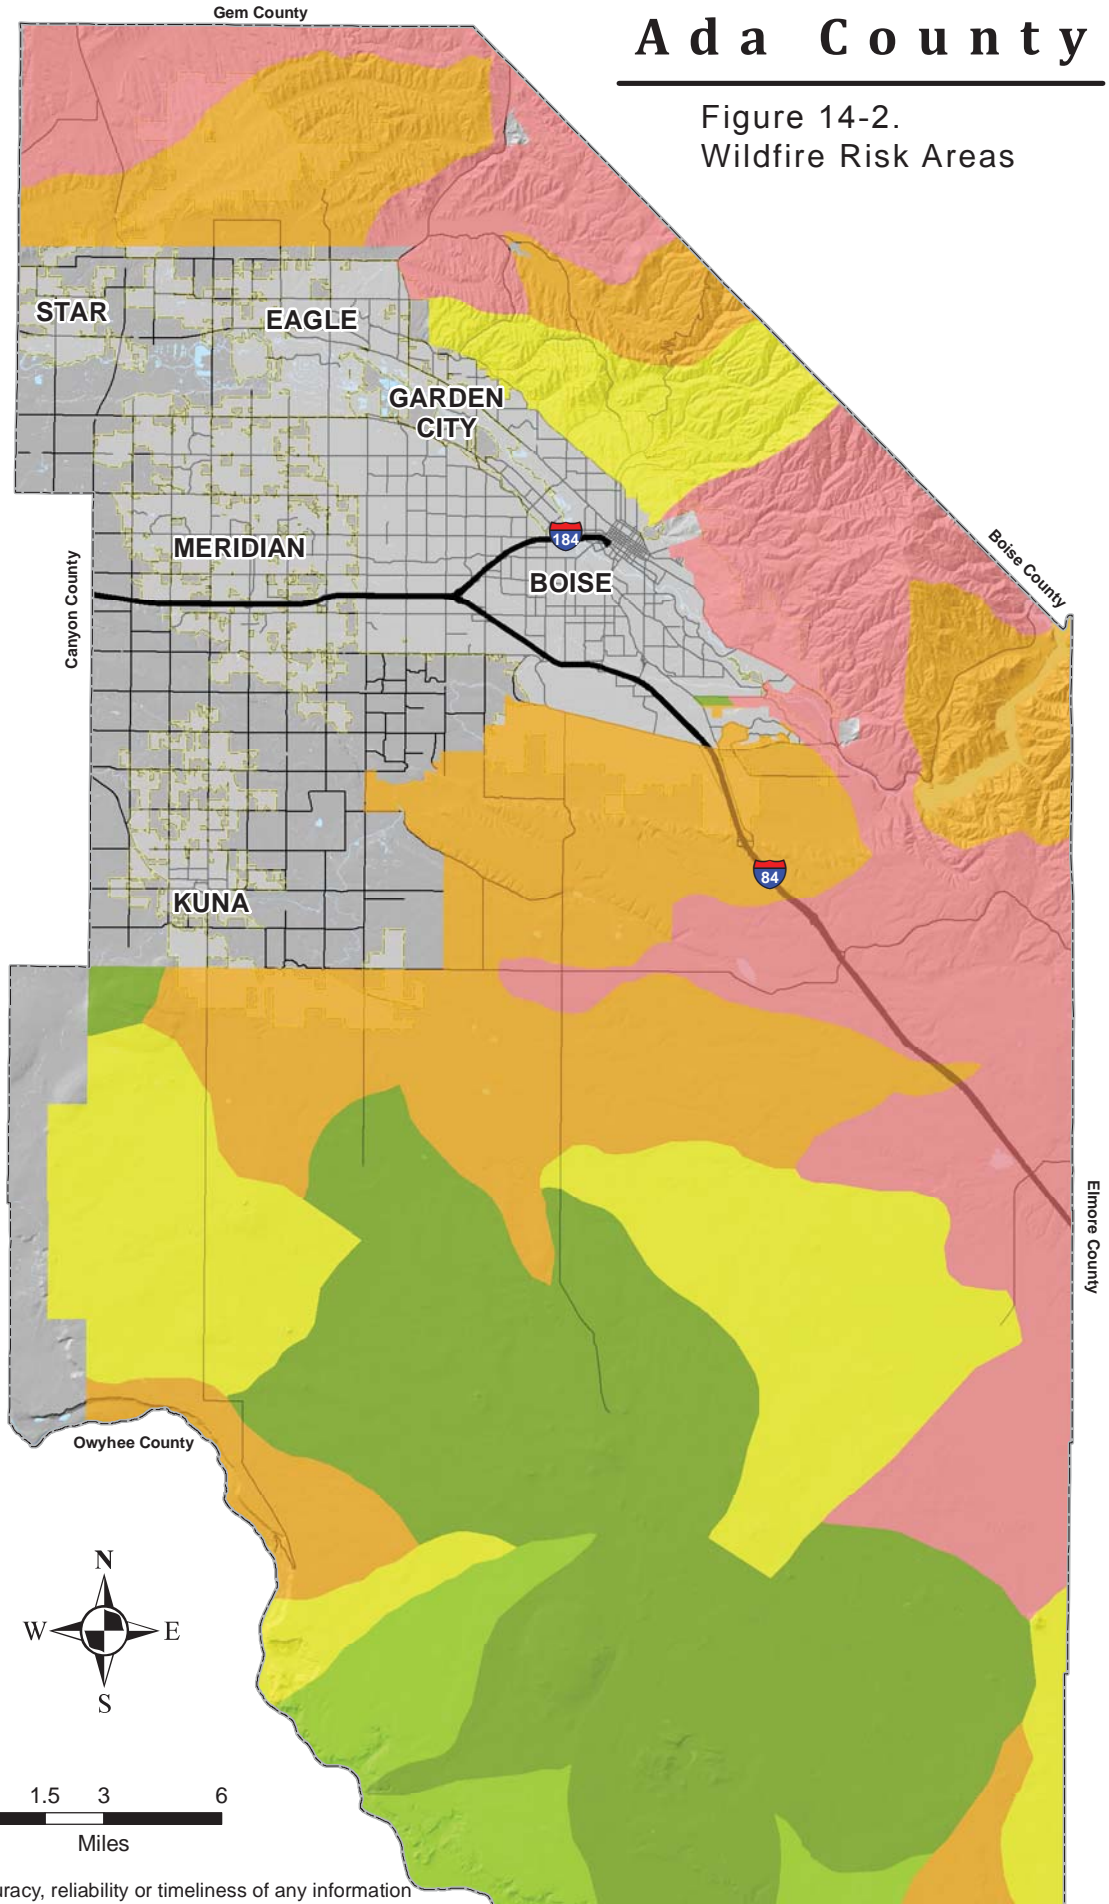 Gem County
Ada County
Figure 14-2.
Wildfire Risk Areas
STAR
EAGLE
GARDEN
CITY
184
MERIDIAN
BOISE
Boise County
Canyon County
84
KUNA
Elmore County
Owyhee County
N
W
E
S
1.5 3 6
Miles
reliability or timeliness of any information